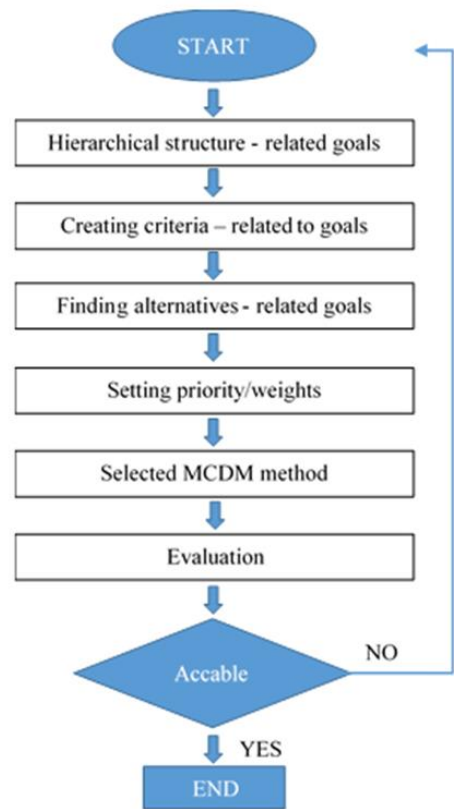 START
Hierarchical structure - related goals
Creating criteria – related to goals
Finding alternatives - related goals
Setting priority/weights
Selected MCDM method
Evaluation
Accable
NO
YES
END